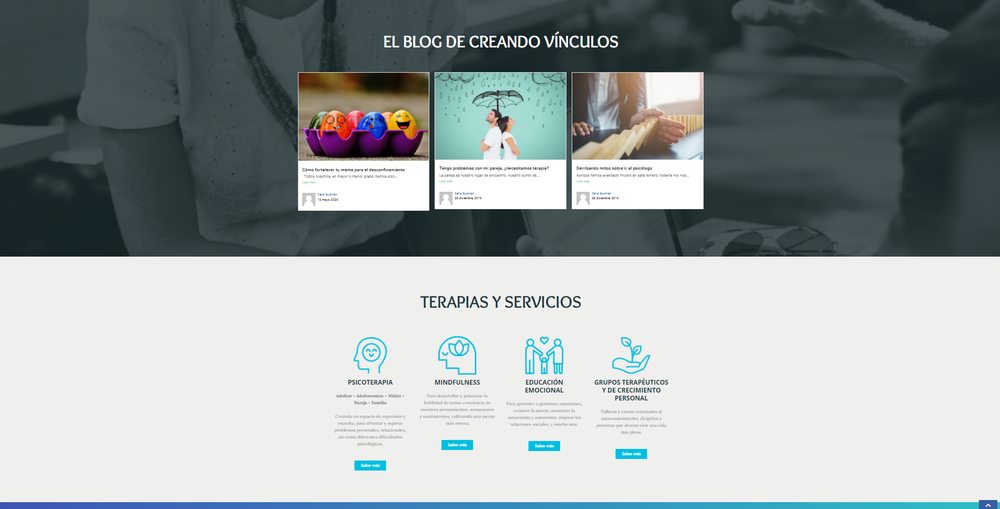 EL BLOG DE CREANDO VÍNCULOS
Cómo fortalecer tu mente para el desconfinamiento
Todos nosotros, en mayor o menor grado, hemos sido...
Leer más
Celia Guzmán
12 mayo, 2020
Tengo problemas con mi pareja, ¿necesitamos terapia?
La pareja es nuestro lugar de encuentro, nuestro punto de...
Leer más
Celia Guzmán
26 diciembre, 2019
Derribando mitos sobre ir al psicólogo
Aunque hemos avanzado mucho en este terreno, todavía hoy nos...
Leer más
Celia Guzmán
26 diciembre, 2019
TERAPIAS Y SERVICIOS
PSICOTERAPIA
Adultos – Adolescentes – Niños –
Pareja – Familia
Creando un espacio de expresión y
escucha, para afrontar y superar
problemas personales, relacionales,
así como diferentes dificultades
psicológicas.
Saber más
MINDFULNESS
Para desarrollar y potenciar la
habilidad de tomar conciencia de
nuestros pensamientos, sensaciones
y sentimientos, cultivando una mente
más serena
Saber más
EDUCACIÓN
EMOCIONAL
Para aprender a gestionar emociones,
conocer la mente, aumentar la
autoestima y autonomía, mejorar las
relaciones sociales, y mucho más.
Saber más
GRUPOS TERAPÉUTICOS
Y DE CRECIMIENTO
PERSONAL
Talleres y cursos orientados al
autoconocimiento, dirigidos a
personas que desean vivir una vida
más plena
Saber más